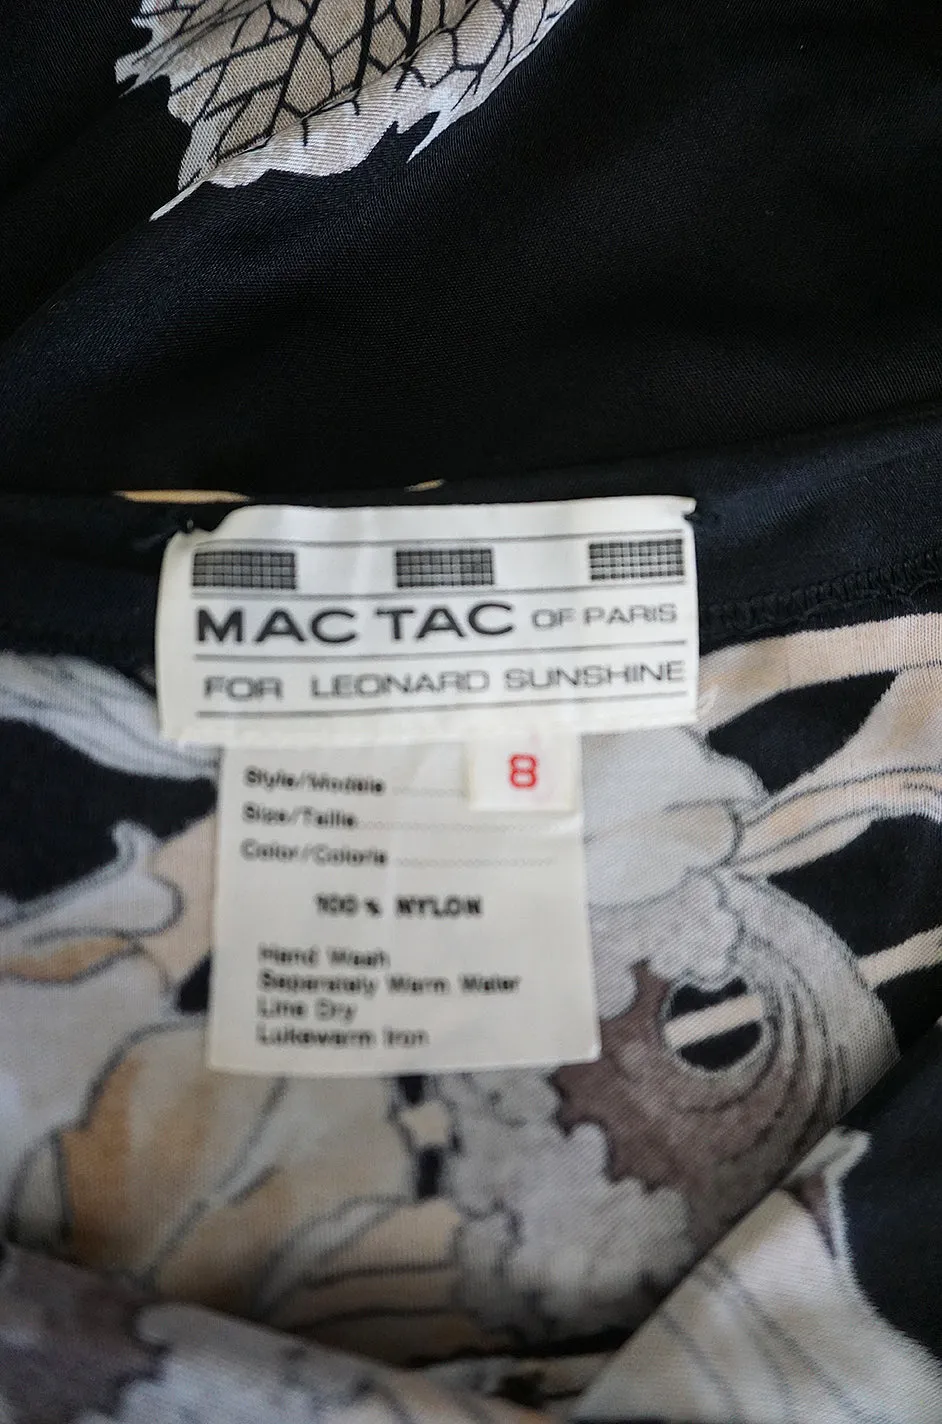 MAC TAC OF PARIS
FOR LEONARD SUNSHINE
8
Style/Modèle
Size/Taille
Color/Colorie
100% NYLON
Hand Wash
Separately Warm Water
Line Dry
Lukewarm Iron